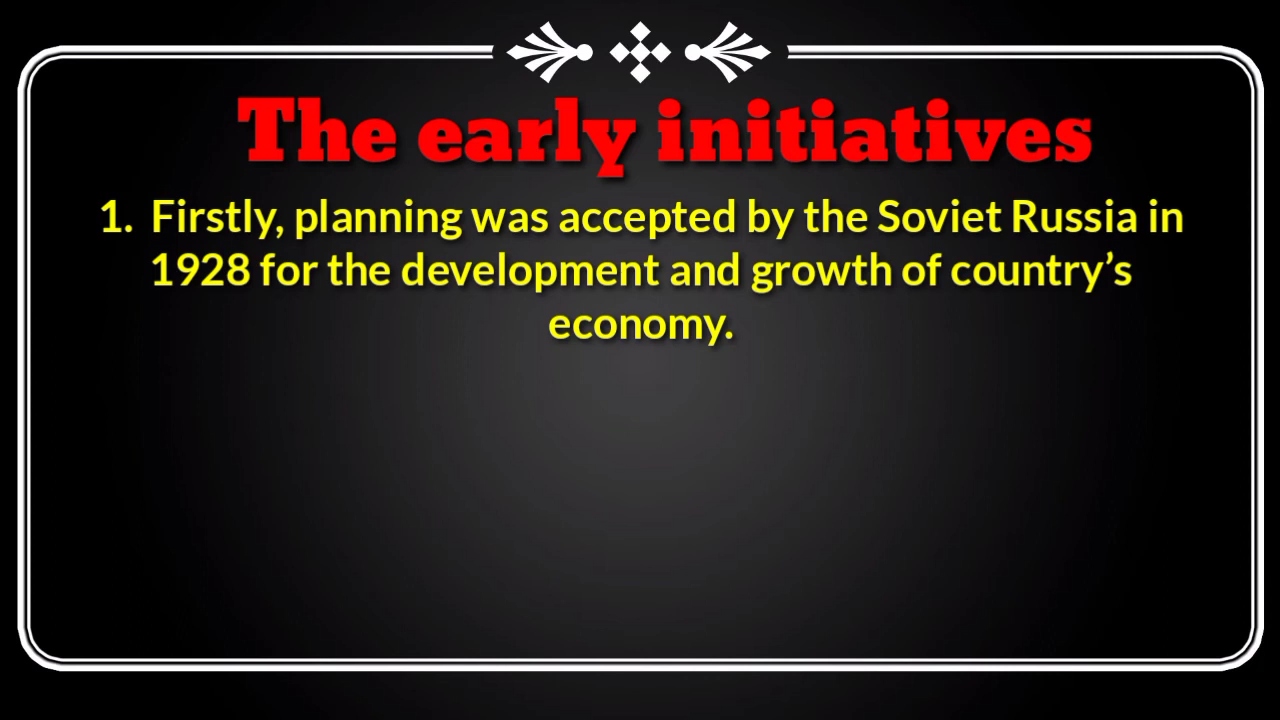 The early initiatives
1. Firstly, planning was accepted by the Soviet Russia in
1928 for the development and growth of country’s
economy.